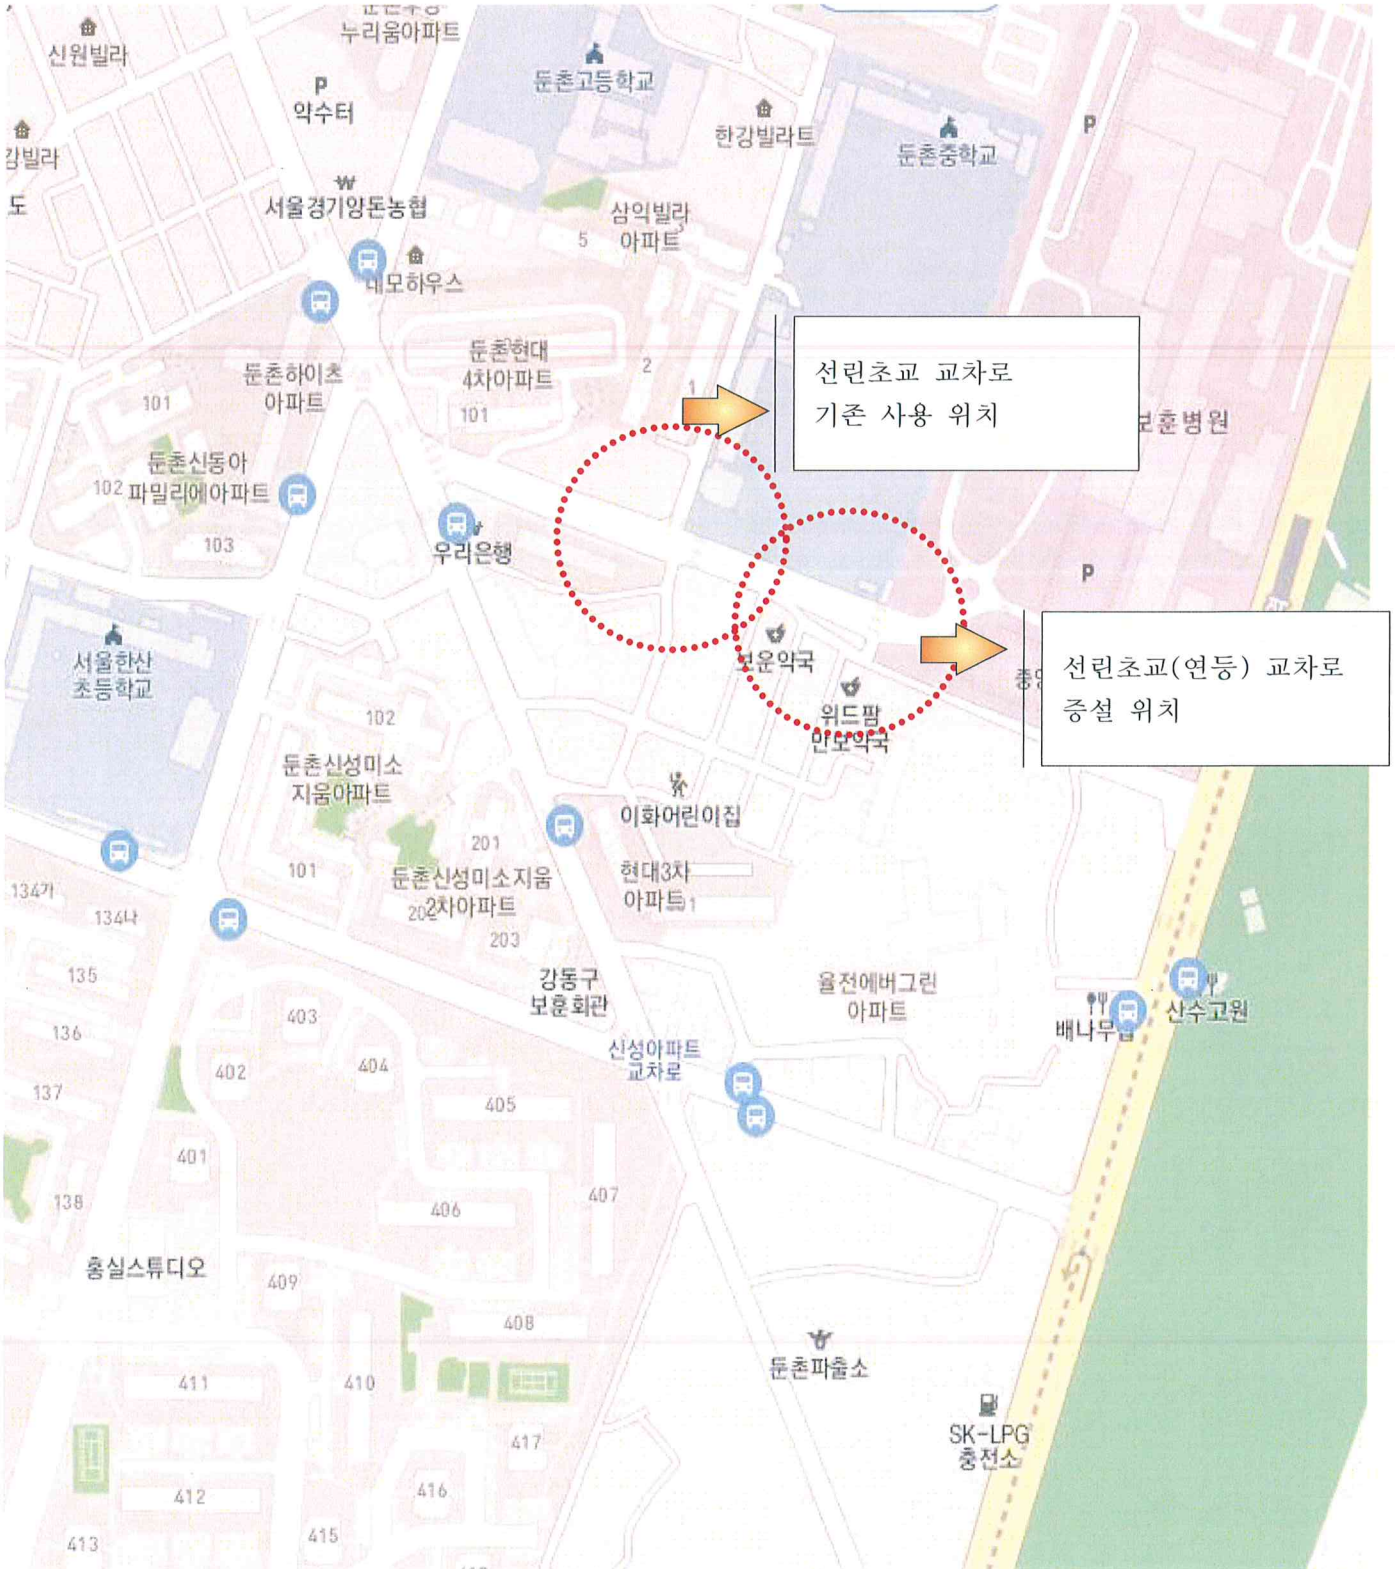 누리움아파트
신원빌라
둔촌고등학교
P
약수터
한강빌라트
P
둔촌중학교
강빌라
도
서울경기양돈농협
삼익빌라
아파트
5
3
네모하우스
둔촌현대
4차아파트
2
1
101
둔촌하이츠
아파트
101
선린초교 교차로
기존 사용 위치
보훈병원
둔촌신동아
파밀리에아파트
102
103
우리은행
P
서울한산
초등학교
보운약국
위드팜
만보약국
중앙
선린초교(연등) 교차로
증설 위치
102
둔촌신성미소
지움아파트
이화어린이집
101
201
둔촌신성미소지움
2차아파트
202
203
현대3차
아파트
134가
134나
135
136
137
138
강동구
보훈회관
율전에버그린
아파트
배나무집
산수고원
신성아파트
교차로
403
402
404
405
401
406
407
홍실스튜디오
409
408
둔촌파출소
411
410
SK-LPG
충전소
417
412
416
413
415